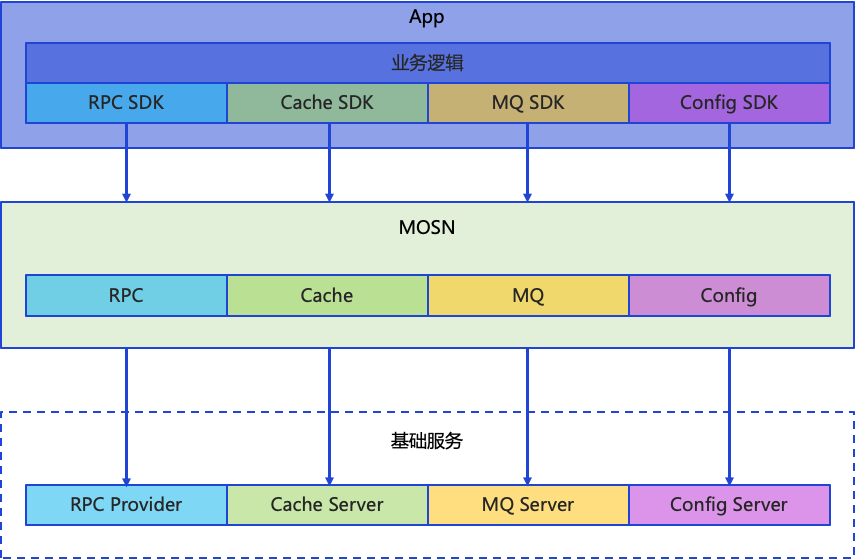 App
业务逻辑
RPC SDK Cache SDK MQ SDK Config SDK
MOSN
RPC Cache MQ Config
基础服务
RPC Provider Cache Server MQ Server Config Server